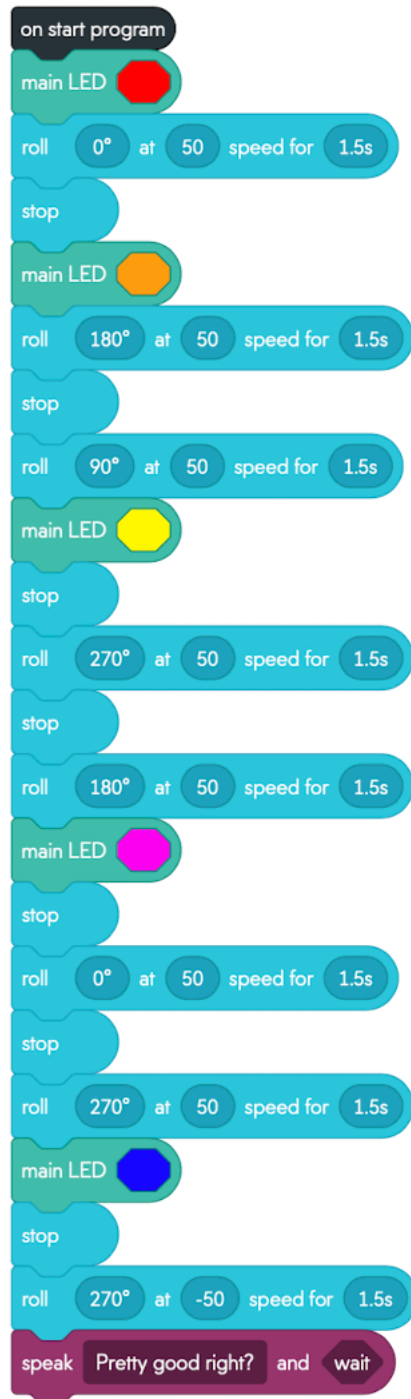 on start program
main LED
roll 0° at 50 speed for 1.5s
stop
main LED
roll 180° at 50 speed for 1.5s
stop
roll 90° at 50 speed for 1.5s
main LED
stop
roll 270° at 50 speed for 1.5s
stop
roll 180° at 50 speed for 1.5s
main LED
stop
roll 0° at 50 speed for 1.5s
stop
roll 270° at 50 speed for 1.5s
main LED
stop
roll 270° at -50 speed for 1.5s
speak Pretty good right? and wait